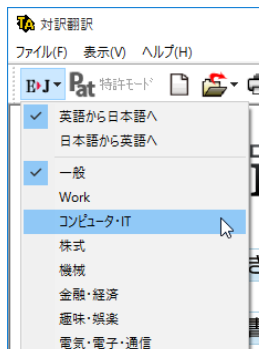 対訳翻訳
ファイル(F) 表示(V) ヘルプ(H)
E▸J Pat 特許モード
英語から日本語へ
日本語から英語へ
一般
Work
コンピュータ・IT
株式
機械
金融・経済
趣味・娯楽
電気・電子・通信